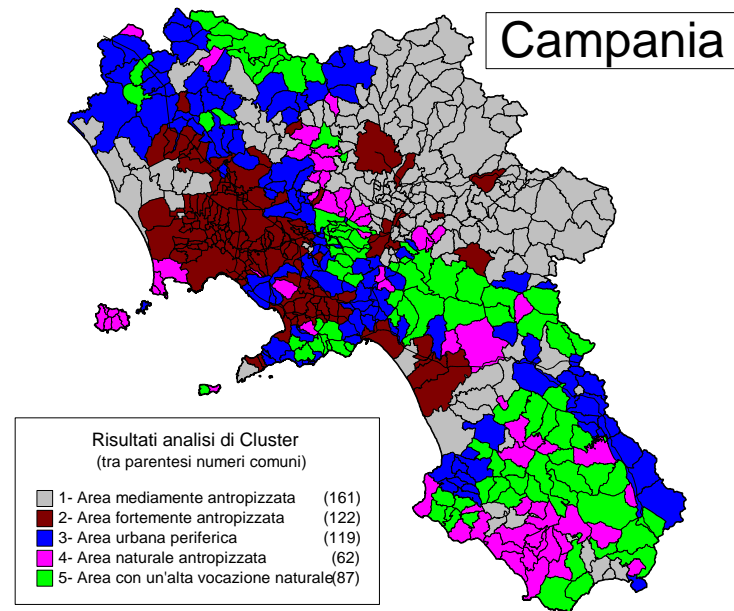 Campania
Risultati analisi di Cluster
(tra parentesi numeri comuni)
1- Area mediamente antropizzata (161)
2- Area fortemente antropizzata (122)
3- Area urbana periferica (119)
4- Area naturale antropizzata (62)
5- Area con un'alta vocazione naturale(87)